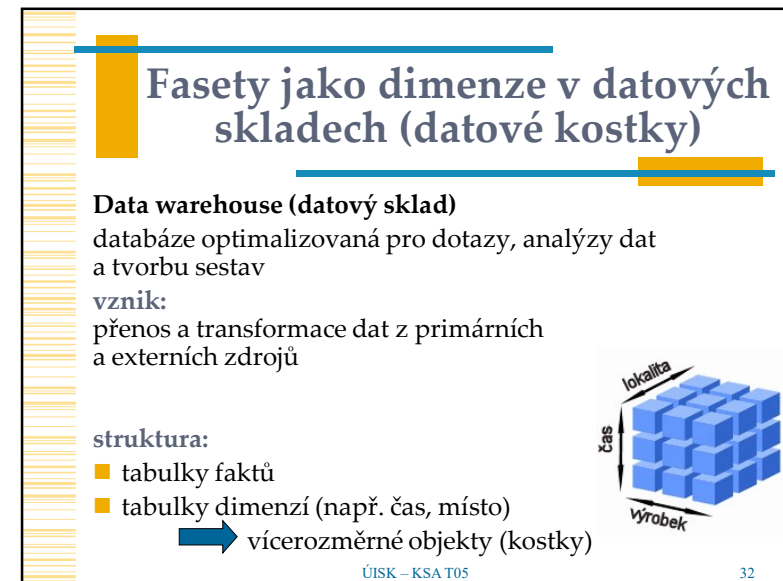 Fasety jako dimenze v datových
skladech (datové kostky)
Data warehouse (datový sklad)
databáze optimalizovaná pro dotazy, analýzy dat
a tvorbu sestav
vznik:
přenos a transformace dat z primárních
a externích zdrojů
lokalita
čas
výrobek
struktura:
tabulky faktů
tabulky dimenzí (např. čas, místo)
vícerozměrné objekty (kostky)
ÚISK – KSA T05
32